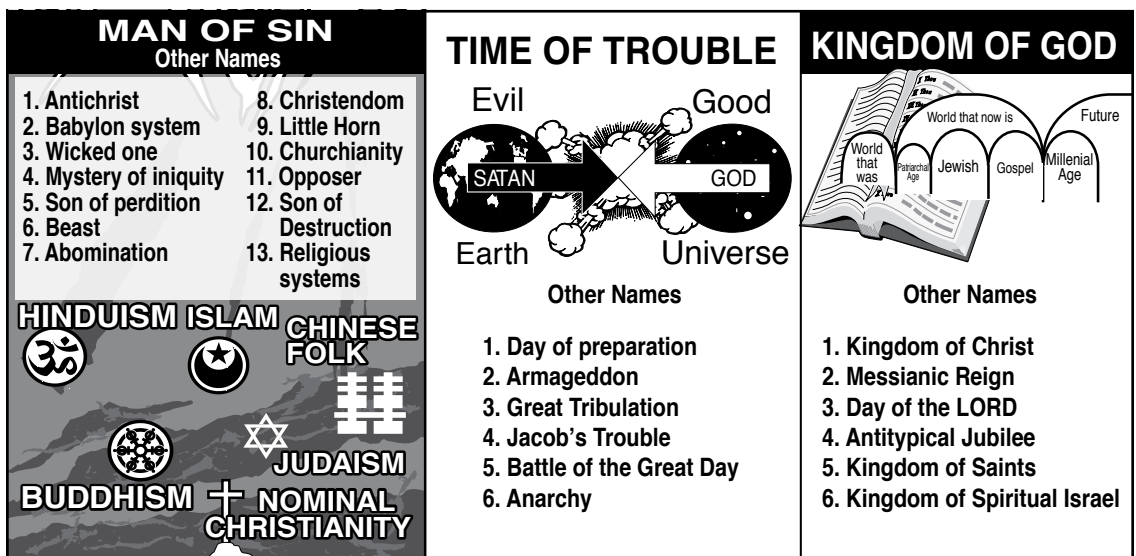 MAN OF SIN
Other Names
1. Antichrist
2. Babylon system
3. Wicked one
4. Mystery of iniquity
5. Son of perdition
6. Beast
7. Abomination
8. Christendom
9. Little Horn
10. Churchianity
11. Opposer
12. Son of
Destruction
13. Religious
systems
HINDUISM
ISLAM
CHINESE
FOLK
JUDAISM
BUDDHISM
NOMINAL
CHRISTIANITY
TIME OF TROUBLE
Evil
Good
SATAN
GOD
Earth
Universe
Other Names
1. Day of preparation
2. Armageddon
3. Great Tribulation
4. Jacob's Trouble
5. Battle of the Great Day
6. Anarchy
KINGDOM OF GOD
World that now is
Future
World
that
was
Patriarchal
Age
Jewish
Gospel
Millenial
Age
Other Names
1. Kingdom of Christ
2. Messianic Reign
3. Day of the LORD
4. Antitypical Jubilee
5. Kingdom of Saints
6. Kingdom of Spiritual Israel